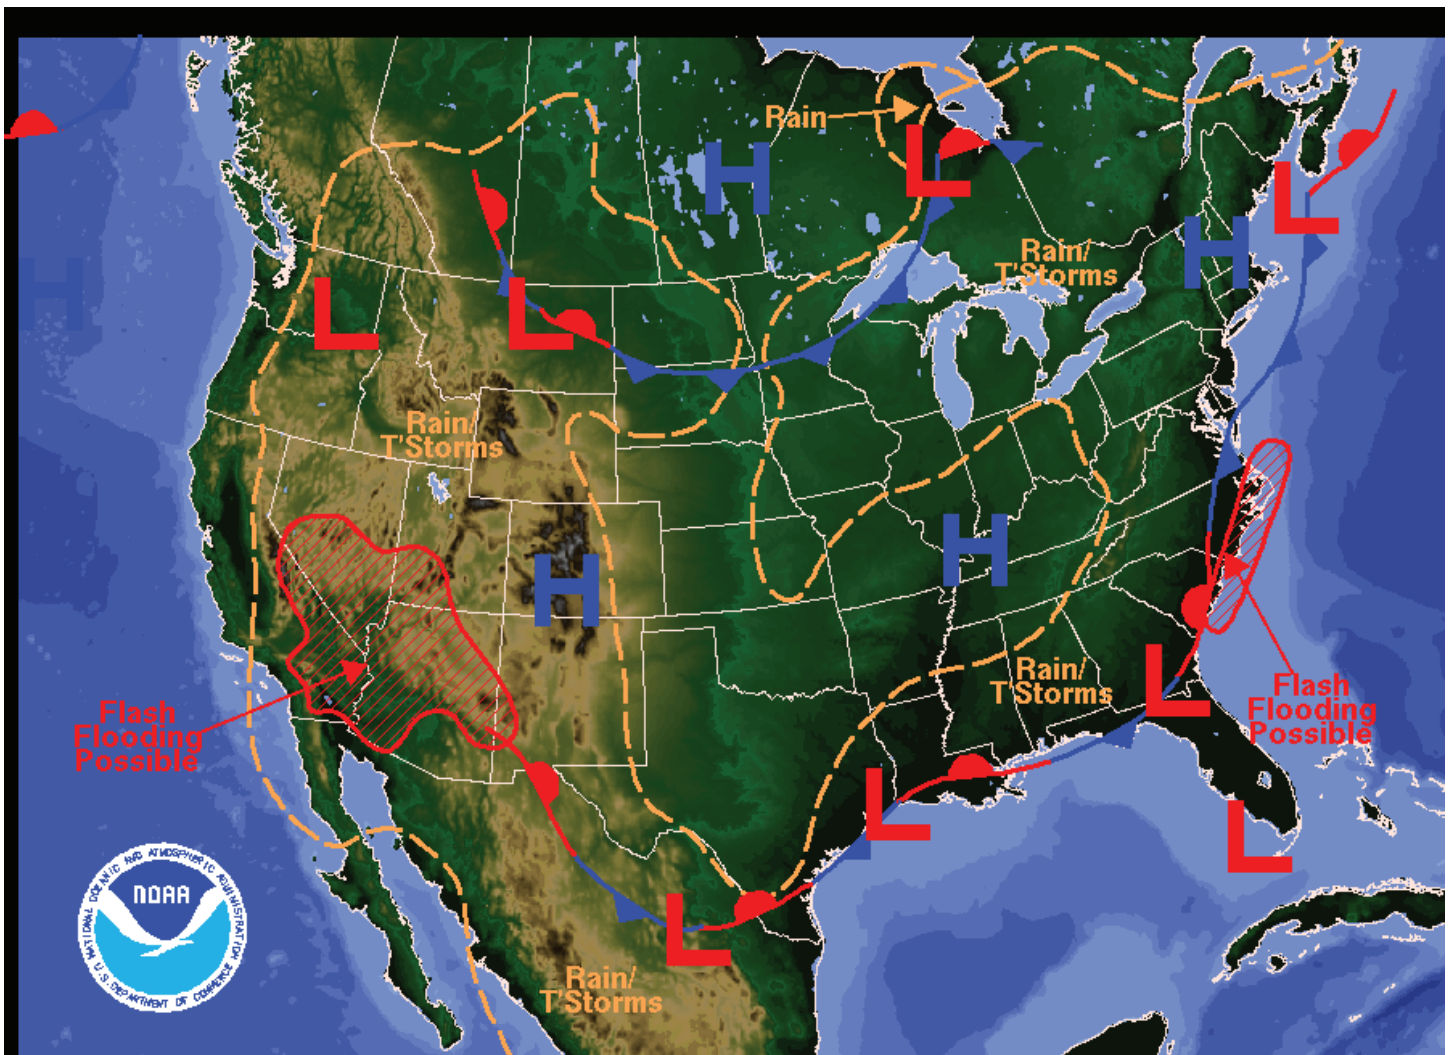 Rain
H
L
H
L
Rain/
T'Storms
H
H
L
L
Rain/
T'Storms
H
H
Flash
Flooding
Possible
Rain/
T'Storms
L
Flash
Flooding
Possible
L
L
NATIONAL OCEANIC AND ATMOSPHERIC ADMINISTRATION
NOAA
U.S. DEPARTMENT OF COMMERCE
L
Rain/
T'Storms